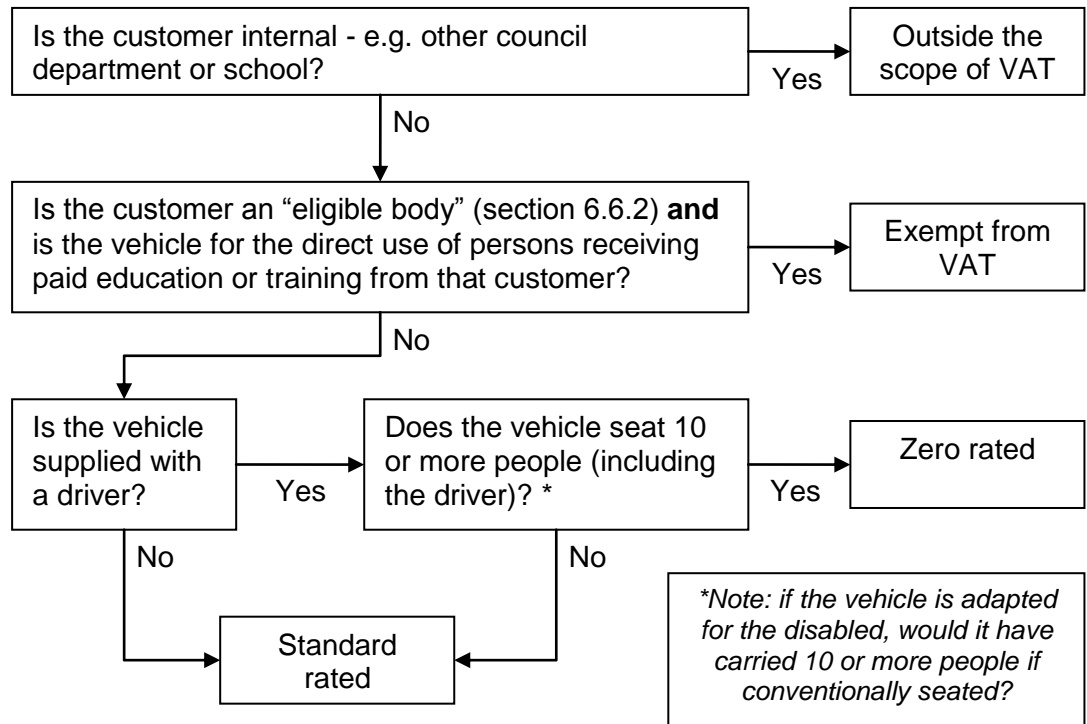 Is the customer internal - e.g. other council
department or school?
Yes
Outside the
scope of VAT
No
Is the customer an “eligible body” (section 6.6.2) and
is the vehicle for the direct use of persons receiving
paid education or training from that customer?
Yes
Exempt from
VAT
No
Is the vehicle
supplied with
a driver?
Yes
Does the vehicle seat 10
or more people (including
the driver)? *
Yes
Zero rated
No
No
Standard
rated
*Note: if the vehicle is adapted
for the disabled, would it have
carried 10 or more people if
conventionally seated?